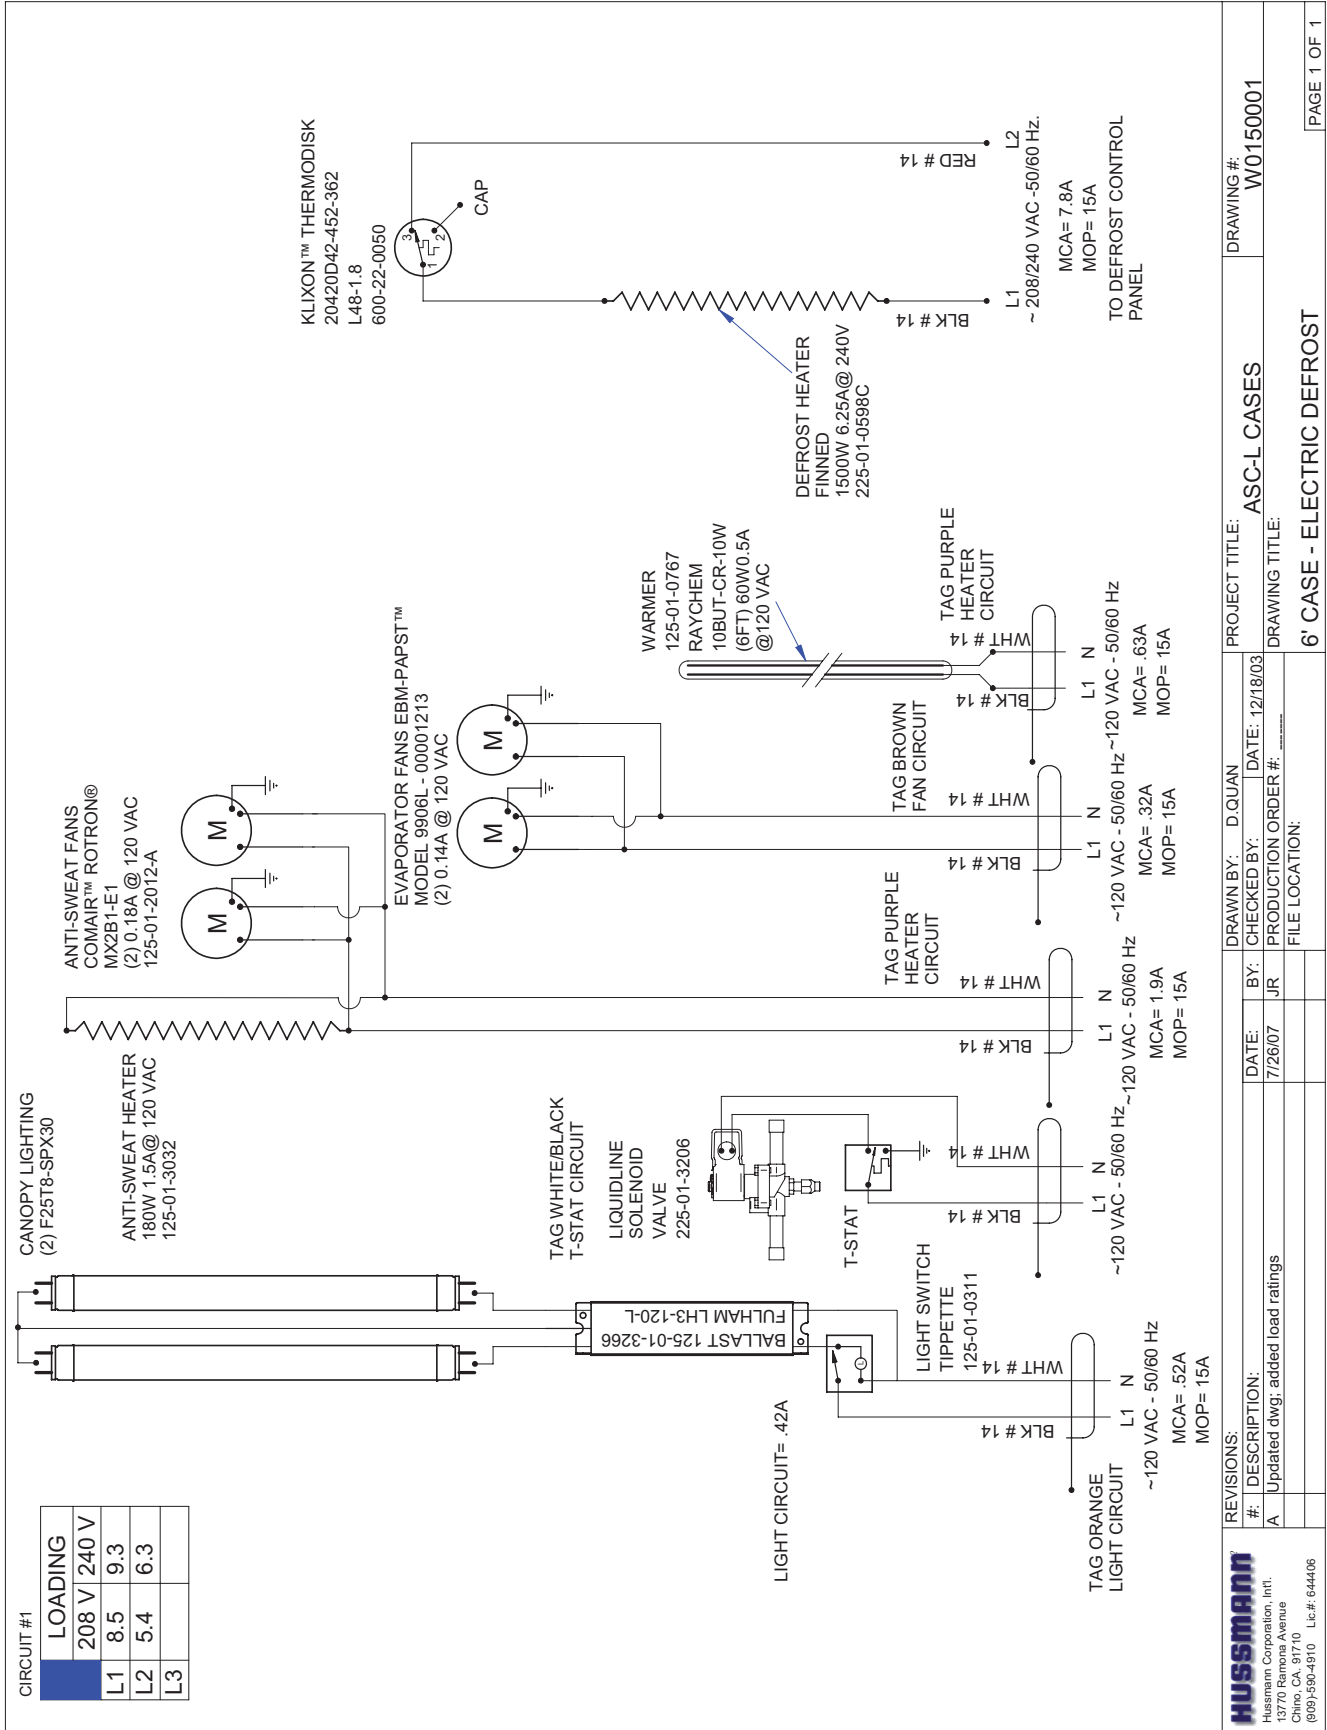 CIRCUIT #1
LOADING
208 V 240 V
L1 8.5 9.3
L2 5.4 6.3
L3
CANOPY LIGHTING
(2) F25T8-SPX30
BALLAST 125-01-3266
FULHAM LH3-120-L
LIGHT CIRCUIT= .42A
L
LIGHT SWITCH
TIPPETTE
125-01-0311
BLK # 14
WHT # 14
TAG ORANGE
LIGHT CIRCUIT
L1 N
~120 VAC - 50/60 Hz
MCA= .52A
MOP= 15A
TAG WHITE/BLACK
T-STAT CIRCUIT
LIQUIDLINE
SOLENOID
VALVE
225-01-3206
T-STAT
BLK # 14
WHT # 14
L1 N
~120 VAC - 50/60 Hz
ANTI-SWEAT HEATER
180W 1.5A@ 120 VAC
125-01-3032
ANTI-SWEAT FANS
COMAIR™ ROTRON®
MX2B1-E1
(2) 0.18A @ 120 VAC
125-01-2012-A
M
M
TAG PURPLE
HEATER
CIRCUIT
BLK # 14
WHT # 14
L1 N
~120 VAC - 50/60 Hz
MCA= 1.9A
MOP= 15A
EVAPORATOR FANS EBM-PAPST™
MODEL 9906L - 00001213
(2) 0.14A @ 120 VAC
M
M
TAG BROWN
FAN CIRCUIT
BLK # 14
WHT # 14
L1 N
~120 VAC - 50/60 Hz
MCA= .32A
MOP= 15A
WARMER
125-01-0767
RAYCHEM
10BUT-CR-10W
(6FT) 60W0.5A
@120 VAC
TAG PURPLE
HEATER
CIRCUIT
BLK # 14
WHT # 14
L1 N
~120 VAC - 50/60 Hz
MCA= .63A
MOP= 15A
KLIXON™ THERMODISK
20420D42-452-362
L48-1.8
600-22-0050
1
2
3
CAP
DEFROST HEATER
FINNED
1500W 6.25A@ 240V
225-01-0598C
BLK # 14
RED # 14
L1 L2
~ 208/240 VAC -50/60 Hz.
MCA= 7.8A
MOP= 15A
TO DEFROST CONTROL
PANEL
HUSSMANN
Hussmann Corporation, Int'l.
13770 Ramona Avenue
Chino, CA. 91710
(909)-590-4910 Lic.#: 644406
REVISIONS:
#: DESCRIPTION: DATE: BY:
A Updated dwg; added load ratings 7/26/07 JR
DRAWN BY: D.QUAN
CHECKED BY: DATE: 12/18/03
PRODUCTION ORDER #: -------
FILE LOCATION:
PROJECT TITLE:
ASC-L CASES
DRAWING #:
W0150001
DRAWING TITLE:
6' CASE - ELECTRIC DEFROST
PAGE 1 OF 1